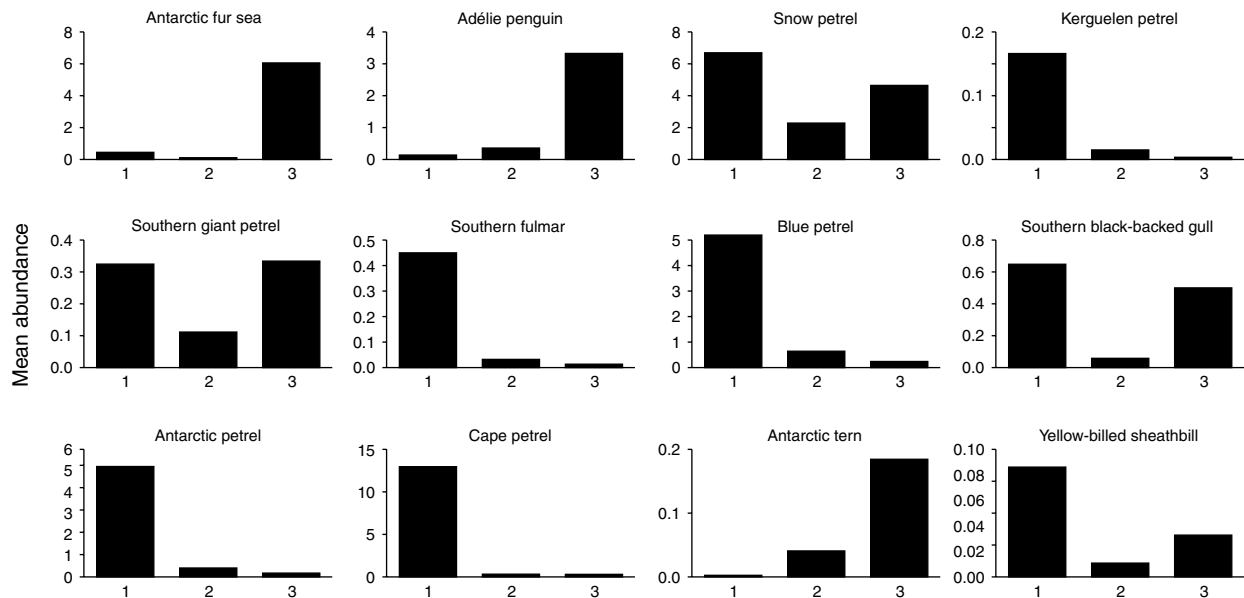 Mean abundance
Antarctic fur sea
8
6
4
2
0
1 2 3
Adélie penguin
4
3
2
1
0
1 2 3
Snow petrel
8
6
4
2
0
1 2 3
Kerguelen petrel
0.2
0.1
0.0
1 2 3
Southern giant petrel
0.4
0.3
0.2
0.1
0.0
1 2 3
Southern fulmar
0.5
0.4
0.3
0.2
0.1
0.0
1 2 3
Blue petrel
5
4
3
2
1
0
1 2 3
Southern black-backed gull
0.8
0.6
0.4
0.2
0.0
1 2 3
Antarctic petrel
6
5
4
3
2
1
0
1 2 3
Cape petrel
15
10
5
0
1 2 3
Antarctic tern
0.2
0.1
0.0
1 2 3
Yellow-billed sheathbill
0.10
0.08
0.06
0.04
0.02
0.00
1 2 3